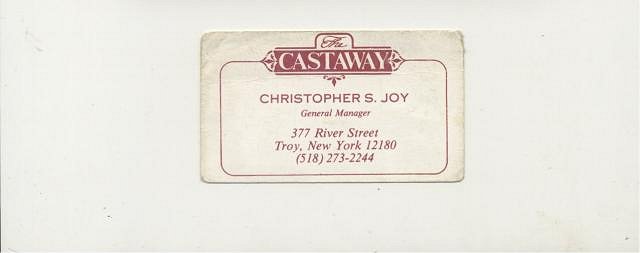 The
CASTAWAY
CHRISTOPHER S. JOY
General Manager
377 River Street
Troy, New York 12180
(518) 273-2244